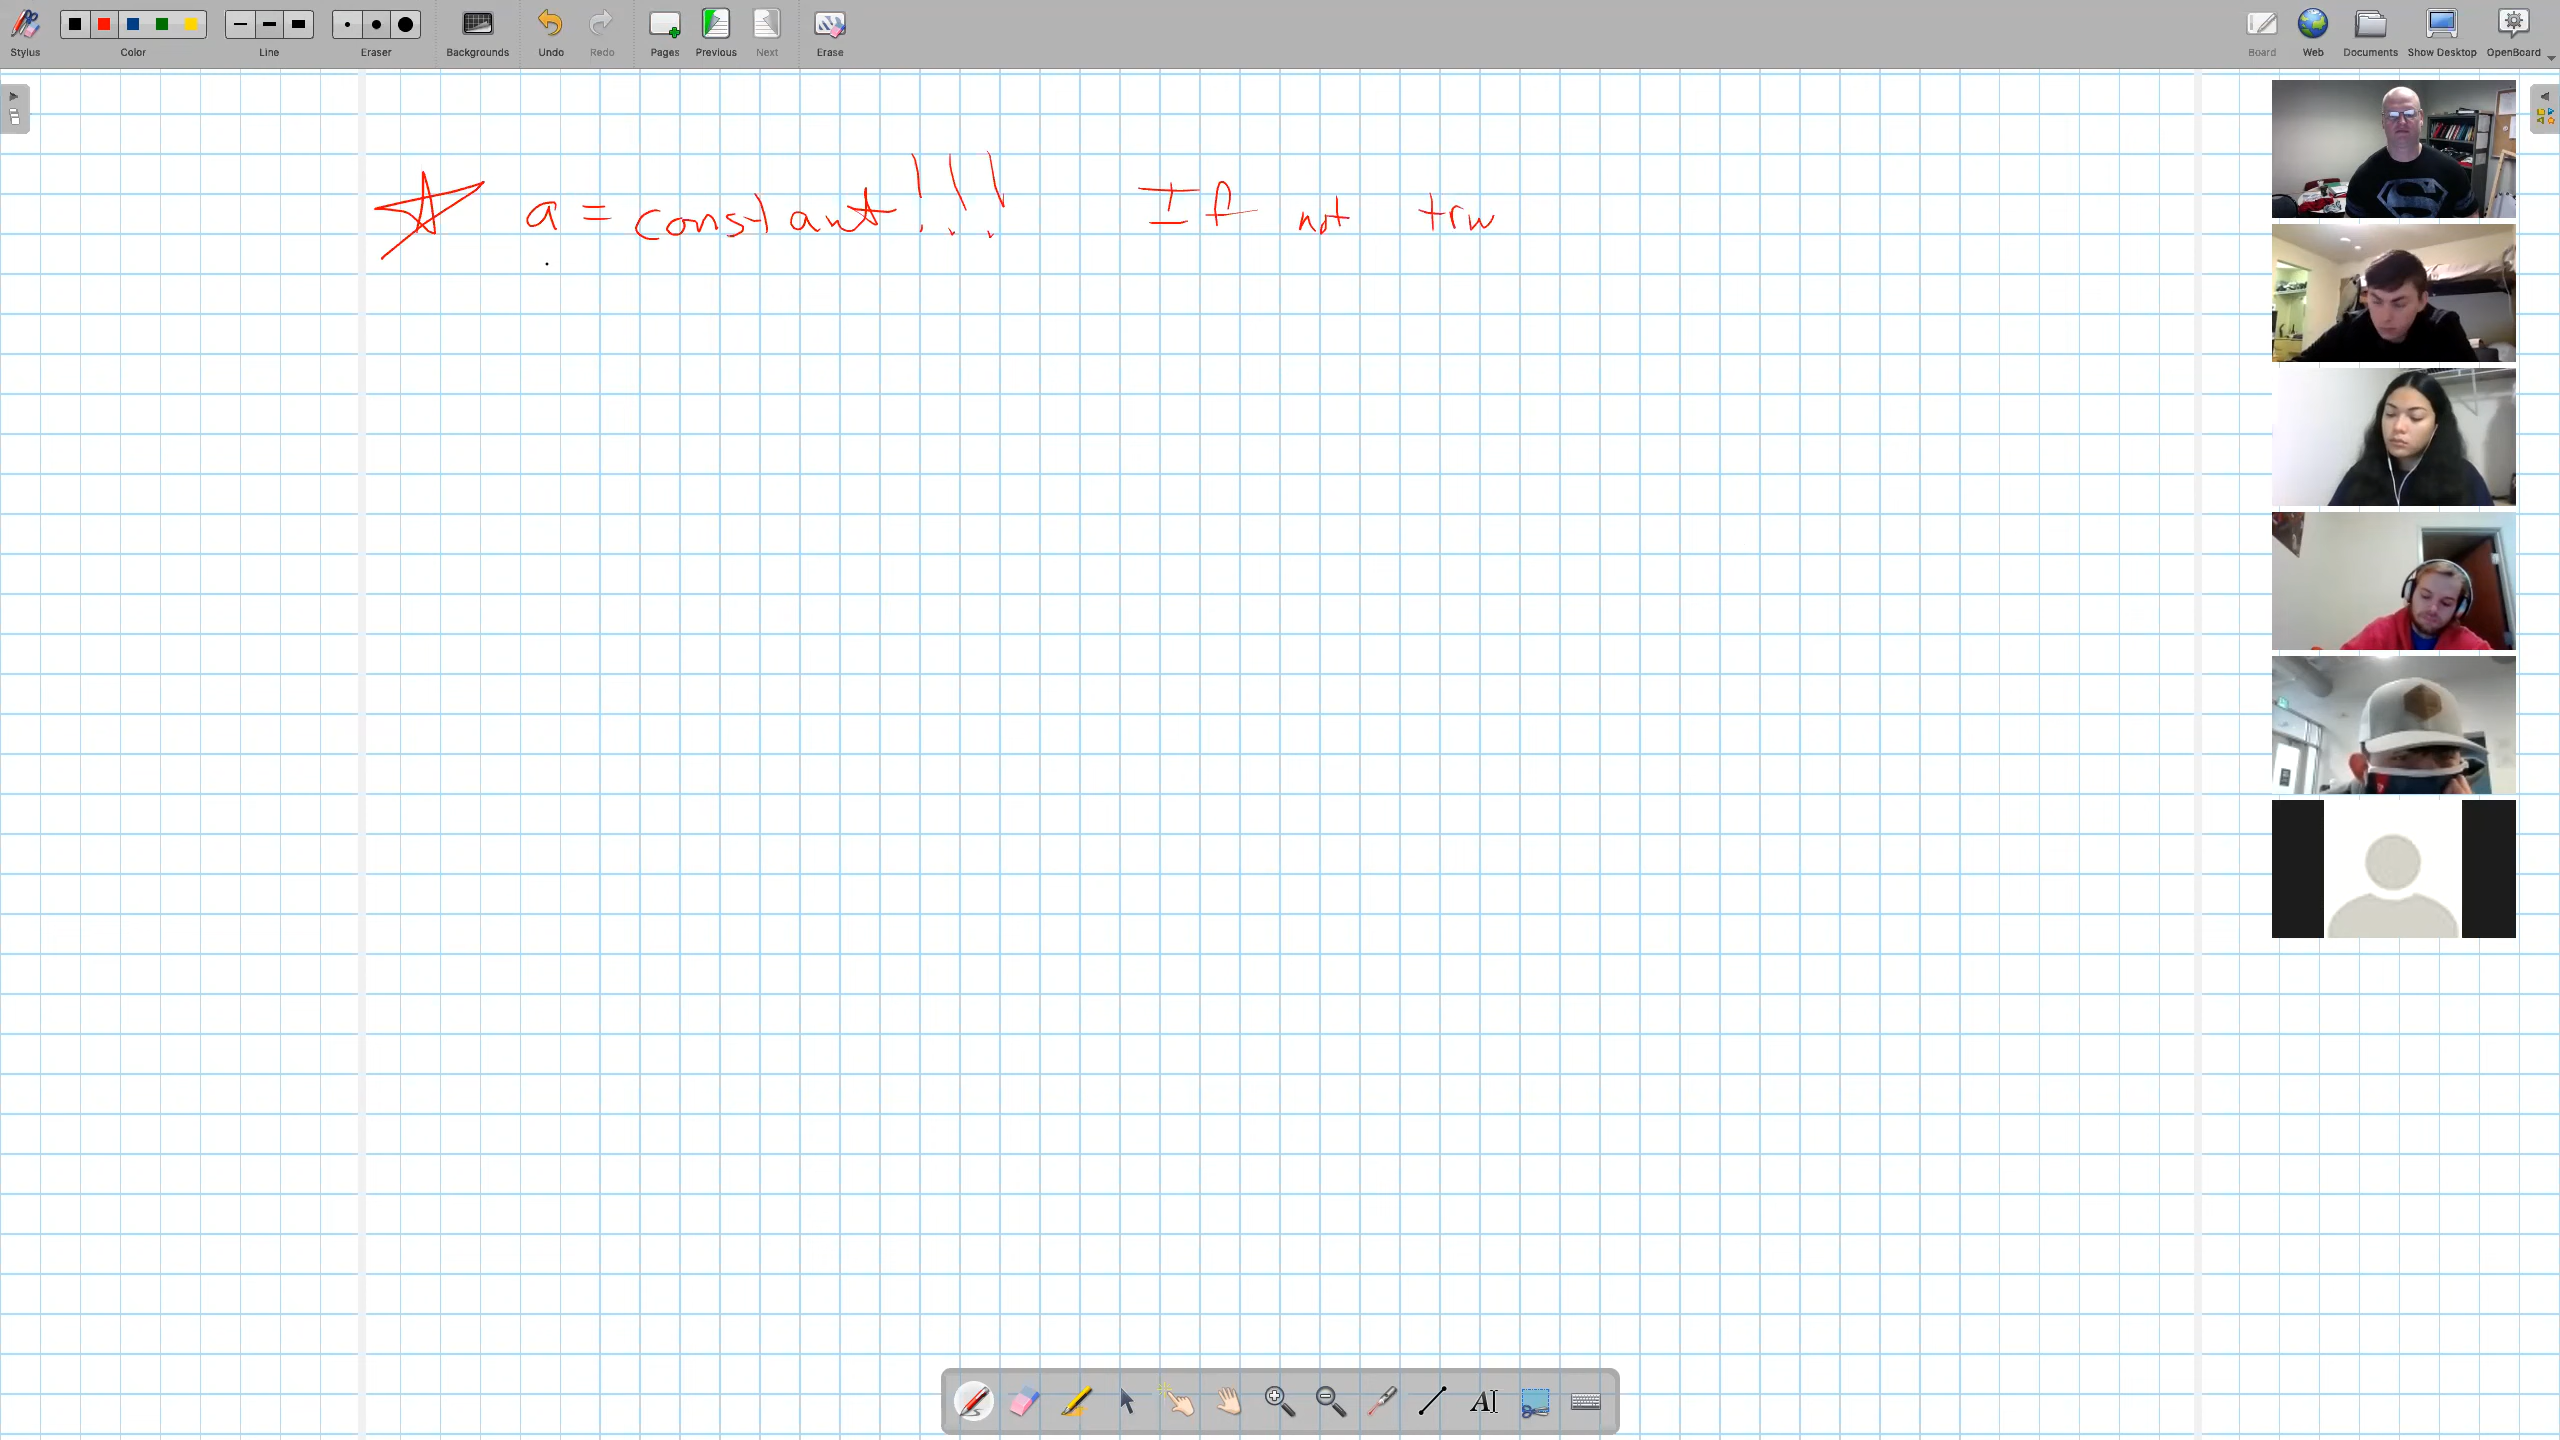 Stylus Color Line Eraser Backgrounds Undo Redo Pages Previous Next Erase Board Web Documents Show Desktop OpenBoard
a = constant!!! If not tru